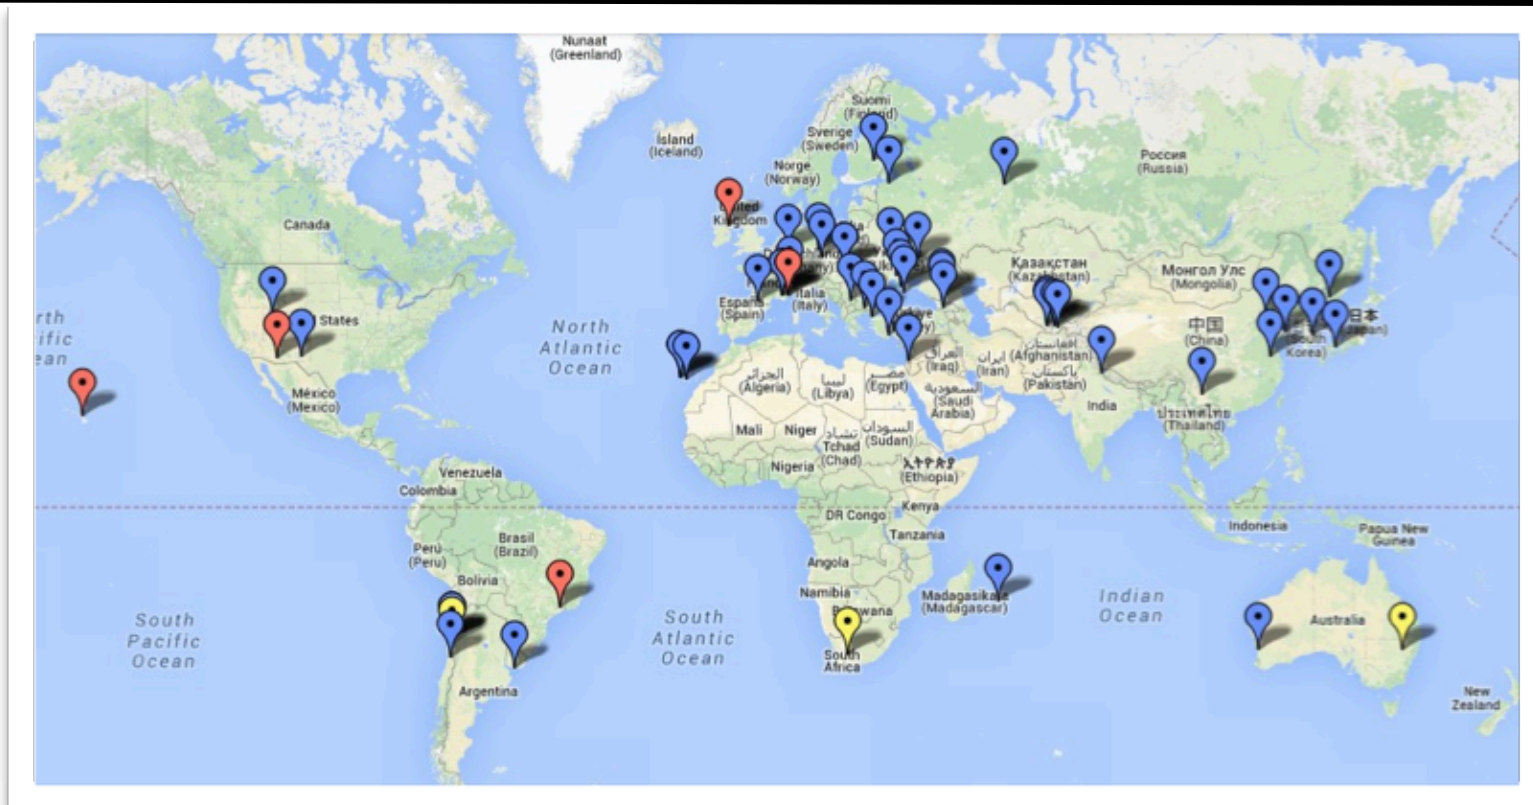 Nunaat
(Greenland)
Suomi
Sverige
(Sweden)
Ísland
(Iceland)
Norge
(Norway)
Россия
(Russia)
Canada
United
Kingdom
Қазақстан
(Kazakhstan)
Монгол Улс
(Mongolia)
Italia
(Italy)
España
(Spain)
States
North
Atlantic
Ocean
中国
(China)
日本
(Japan)
(South
Korea)
افغانستان
(Afghanistan)
ایران
(Iran)
العراق
(Iraq)
پاکستان
(Pakistan)
الجزائر
(Algeria)
ليبيا
(Libya)
مصر
(Egypt)
السعودية
(Saudi
Arabia)
México
(Mexico)
India
ประเทศไทย
(Thailand)
Mali
Niger
تشاد
Tchad
(Chad)
السودان
(Sudan)
Nigeria
ኢትዮጵያ
(Ethiopia)
Venezuela
Colombia
DR Congo
Kenya
Tanzania
Indonesia
Papua New
Guinea
Brasil
(Brazil)
Perú
(Peru)
Bolivia
Angola
Namibia
Botswana
Madagasikara
(Madagascar)
Indian
Ocean
Australia
South
Pacific
Ocean
South
Atlantic
Ocean
South
Africa
Argentina
New
Zealand